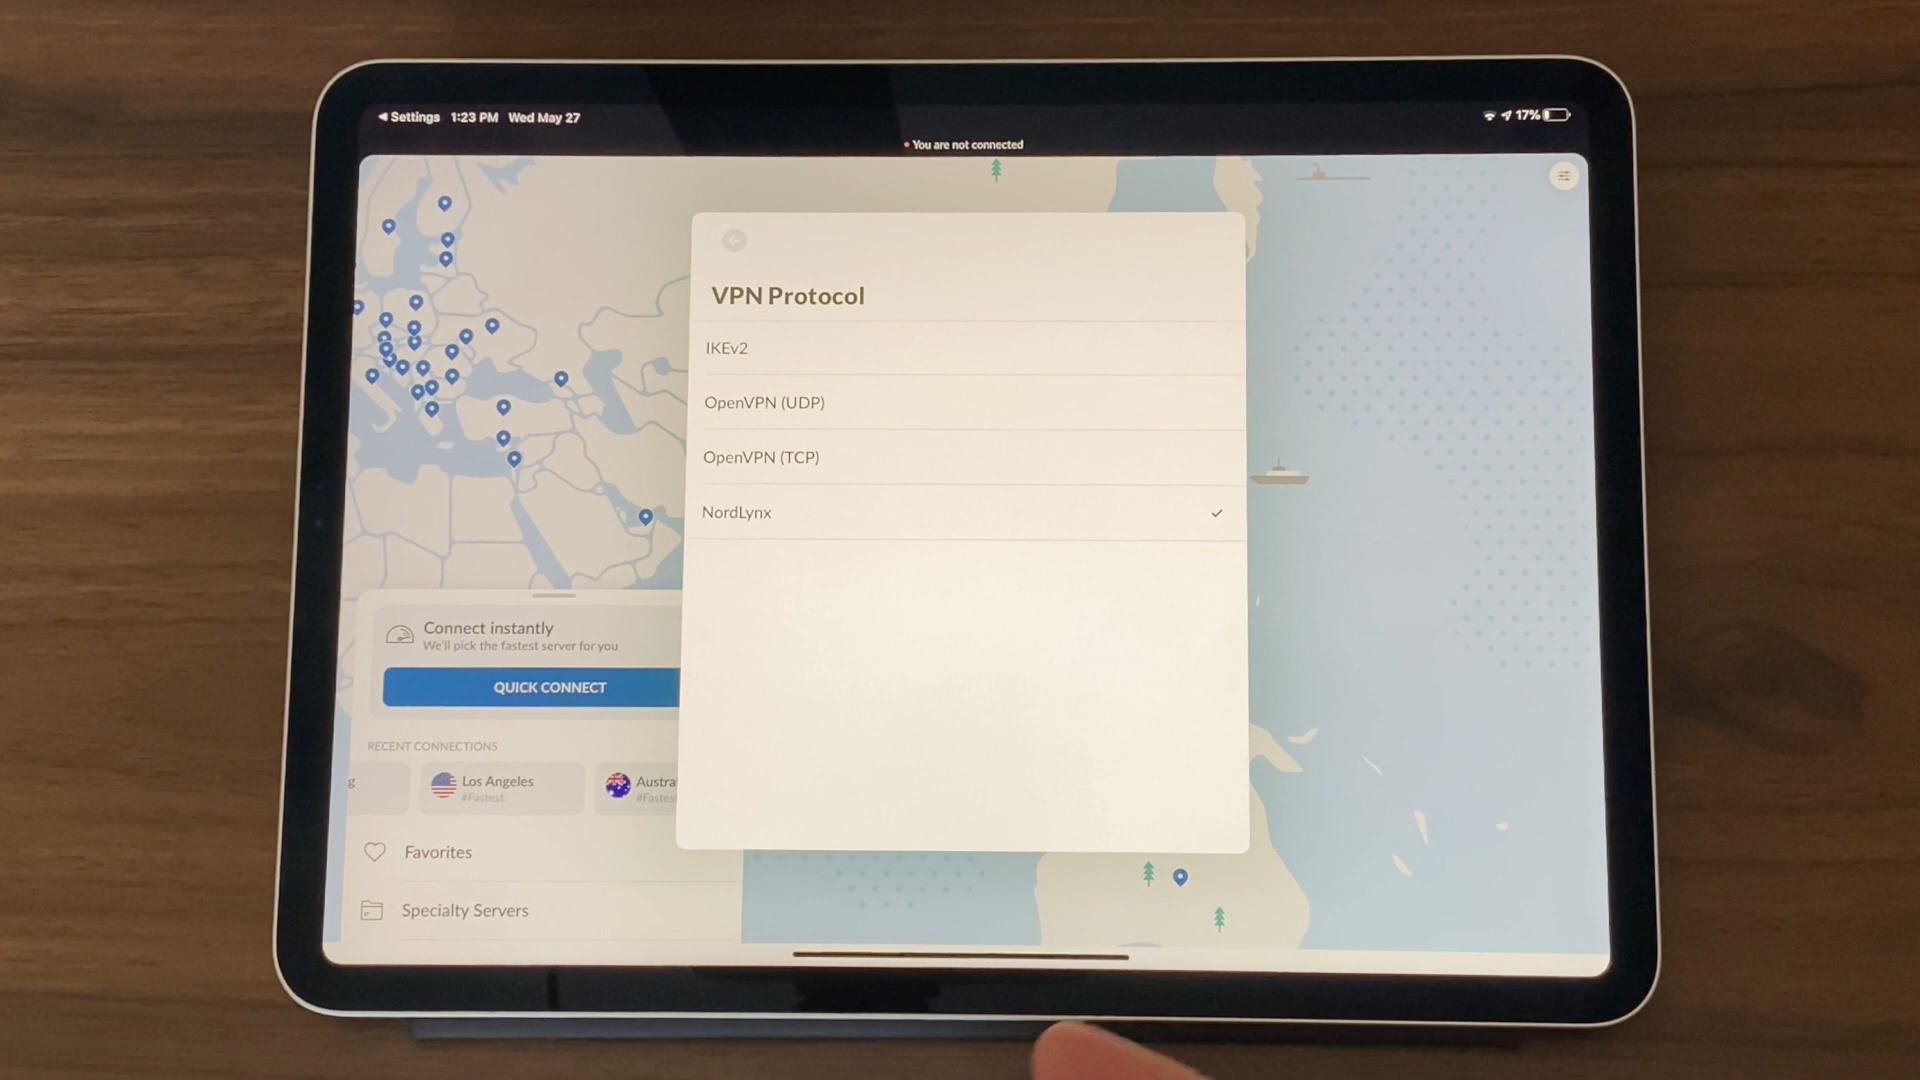 Settings 1:23 PM Wed May 27
17%
You are not connected
VPN Protocol
IKEv2
OpenVPN (UDP)
OpenVPN (TCP)
NordLynx
Connect instantly
We'll pick the fastest server for you
QUICK CONNECT
RECENT CONNECTIONS
g
Los Angeles
#Fastest
Austra
#Fastes
Favorites
Specialty Servers